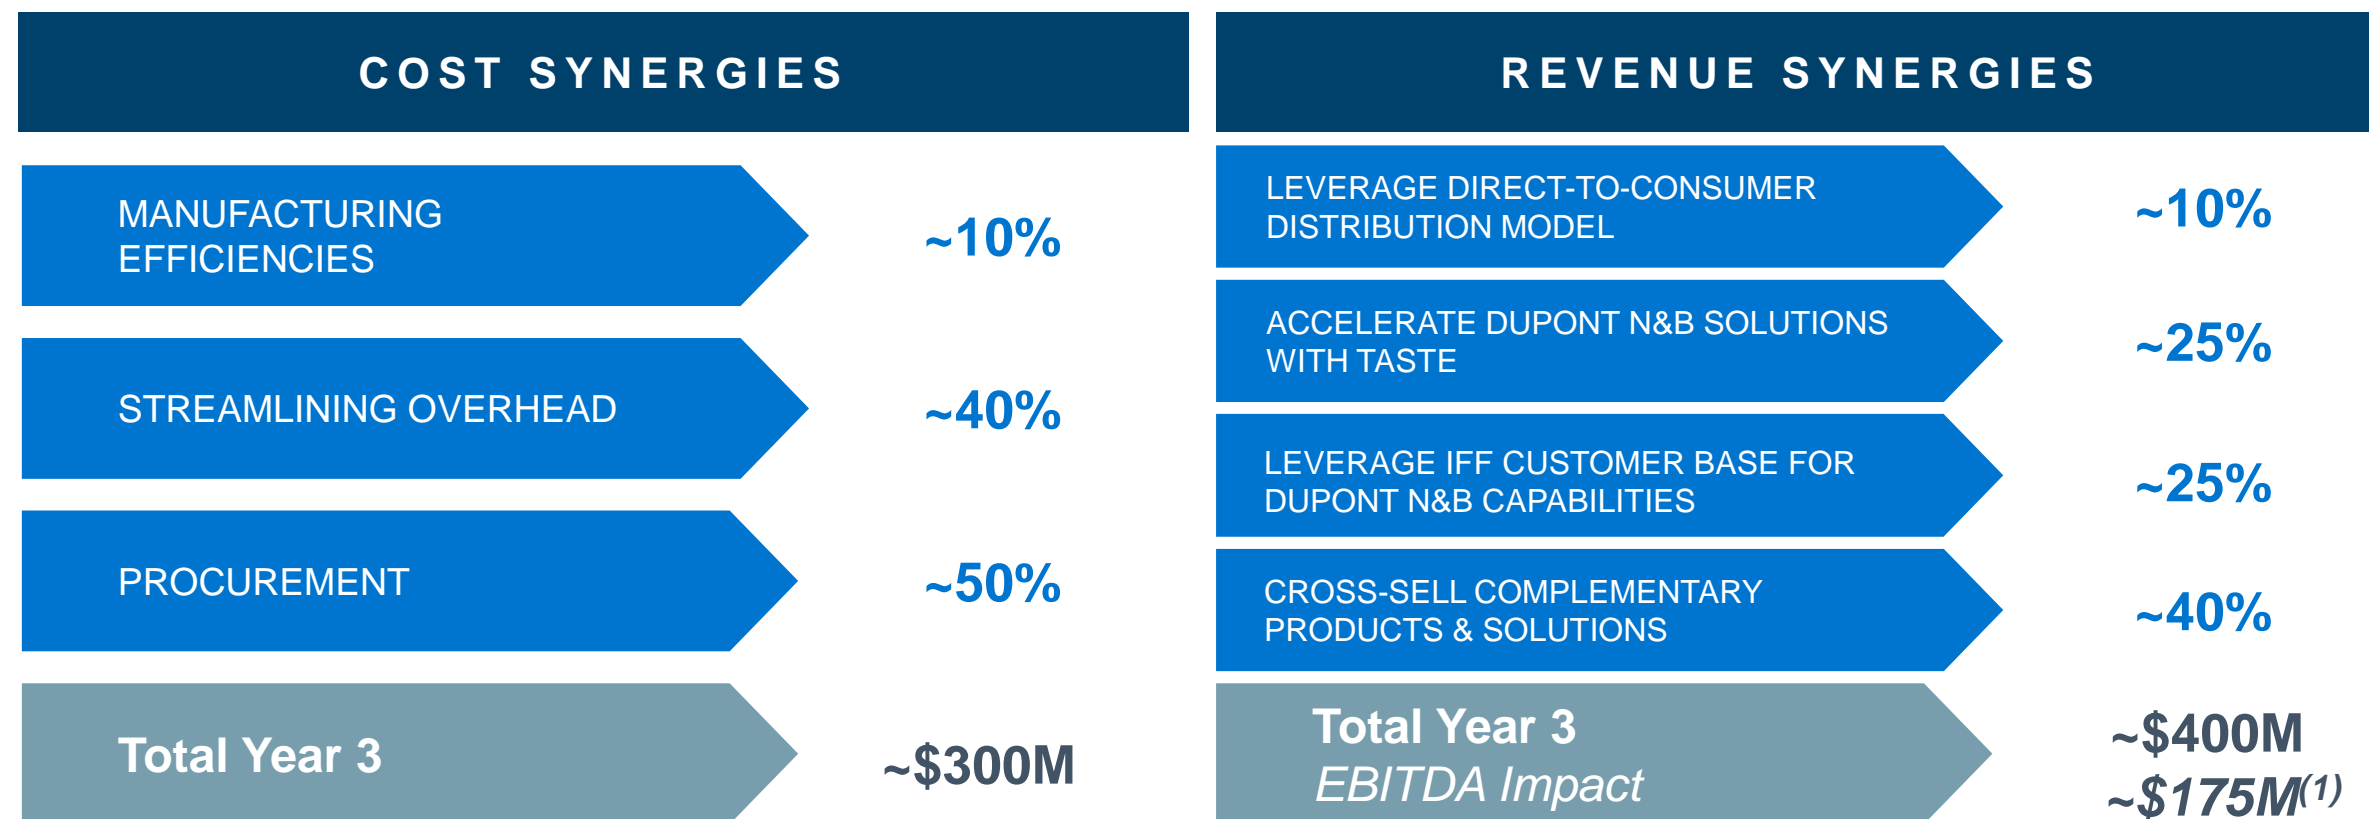 COST SYNERGIES
MANUFACTURING
EFFICIENCIES
~10%
STREAMLINING OVERHEAD
~40%
PROCUREMENT
~50%
Total Year 3
~$300M
REVENUE SYNERGIES
LEVERAGE DIRECT-TO-CONSUMER
DISTRIBUTION MODEL
~10%
ACCELERATE DUPONT N&B SOLUTIONS
WITH TASTE
~25%
LEVERAGE IFF CUSTOMER BASE FOR
DUPONT N&B CAPABILITIES
~25%
CROSS-SELL COMPLEMENTARY
PRODUCTS & SOLUTIONS
~40%
Total Year 3
~$400M
EBITDA Impact
~$175M(1)